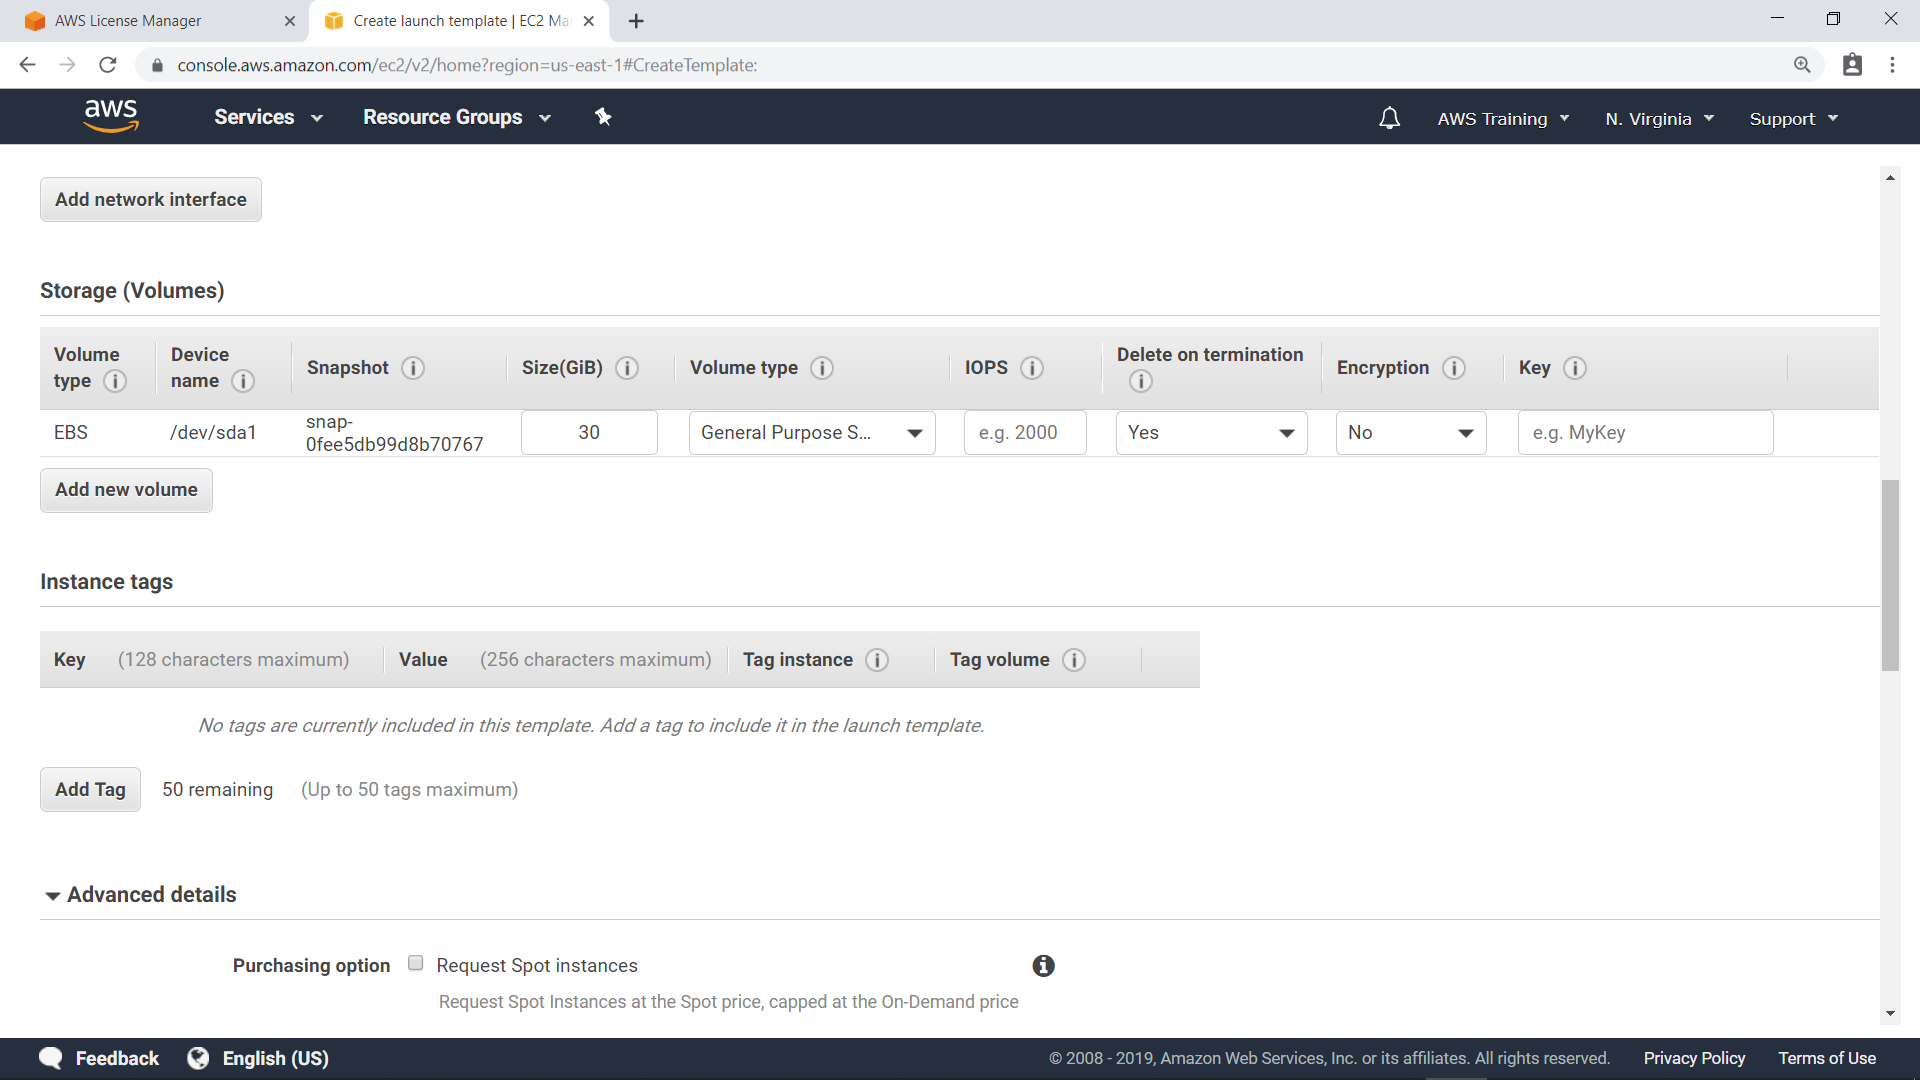 AWS License Manager
Create launch template | EC2 Ma
console.aws.amazon.com/ec2/v2/home?region=us-east-1#CreateTemplate:
aws Services Resource Groups AWS Training N. Virginia Support
Add network interface
Storage (Volumes)
Volume type Device name Snapshot Size(GiB) Volume type IOPS Delete on termination Encryption Key
EBS /dev/sda1 snap-0fee5db99d8b70767 30 General Purpose S... e.g. 2000 Yes No e.g. MyKey
Add new volume
Instance tags
Key (128 characters maximum) Value (256 characters maximum) Tag instance Tag volume
No tags are currently included in this template. Add a tag to include it in the launch template.
Add Tag 50 remaining (Up to 50 tags maximum)
Advanced details
Purchasing option Request Spot instances
Request Spot Instances at the Spot price, capped at the On-Demand price
Feedback English (US) © 2008 - 2019, Amazon Web Services, Inc. or its affiliates. All rights reserved. Privacy Policy Terms of Use